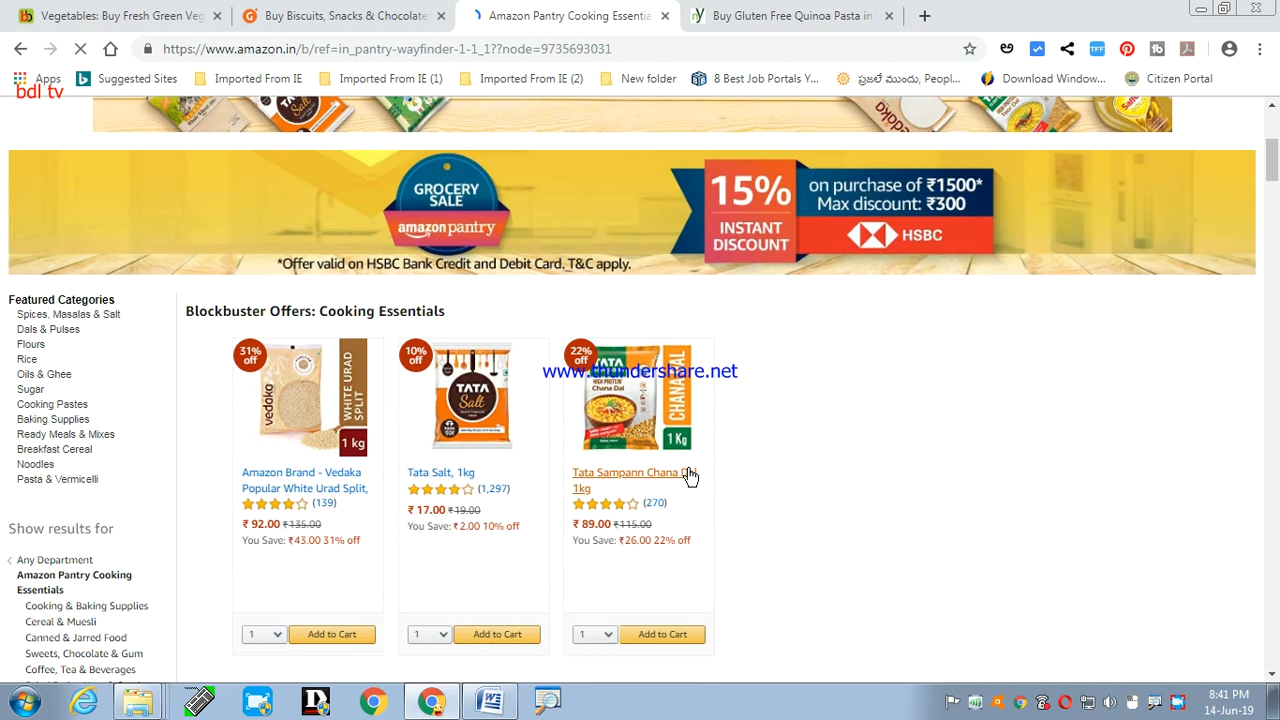 Vegetables: Buy Fresh Green Veg
Buy Biscuits, Snacks & Chocolate
Amazon Pantry Cooking Essentia
Buy Gluten Free Quinoa Pasta in
https://www.amazon.in/b/ref=in_pantry-wayfinder-1-1_1??node=9735693031
Apps
Suggested Sites
Imported From IE
Imported From IE (1)
Imported From IE (2)
New folder
6 Best Job Portals Y...
ప్రజలే ముందు, Peopl...
Download Window...
Citizen Portal
bdl tv
GROCERY
SALE
amazon pantry
15%
INSTANT
DISCOUNT
on purchase of ₹1500*
Max discount: ₹300
HSBC
*Offer valid on HSBC Bank Credit and Debit Card. T&C apply.
Featured Categories
Spices, Masalas & Salt
Dals & Pulses
Flours
Rice
Oils & Ghee
Sugar
Cooking Pastes
Baking Supplies
Ready Meals & Mixes
Breakfast Cereal
Noodles
Pasta & Vermicelli
Show results for
Any Department
Amazon Pantry Cooking
Essentials
Cooking & Baking Supplies
Cereal & Muesli
Canned & Jarred Food
Sweets, Chocolate & Gum
Coffee, Tea & Beverages
Blockbuster Offers: Cooking Essentials
31%
off
vedaka
WHITE URAD
SPLIT
1 kg
Amazon Brand - Vedaka
Popular White Urad Split,
(139)
₹ 92.00 ₹135.00
You Save: ₹43.00 31% off
1
Add to Cart
10%
off
TATA
Salt
Tata Salt, 1kg
(1,297)
₹ 17.00 ₹19.00
You Save: ₹2.00 10% off
1
Add to Cart
22%
off
TATA
HIGH PROTEIN
Chana Dal
CHANA DAL
1 Kg
www.thundershare.net
Tata Sampann Chana
1kg
(270)
₹ 89.00 ₹115.00
You Save: ₹26.00 22% off
1
Add to Cart
8:41 PM
14-Jun-19